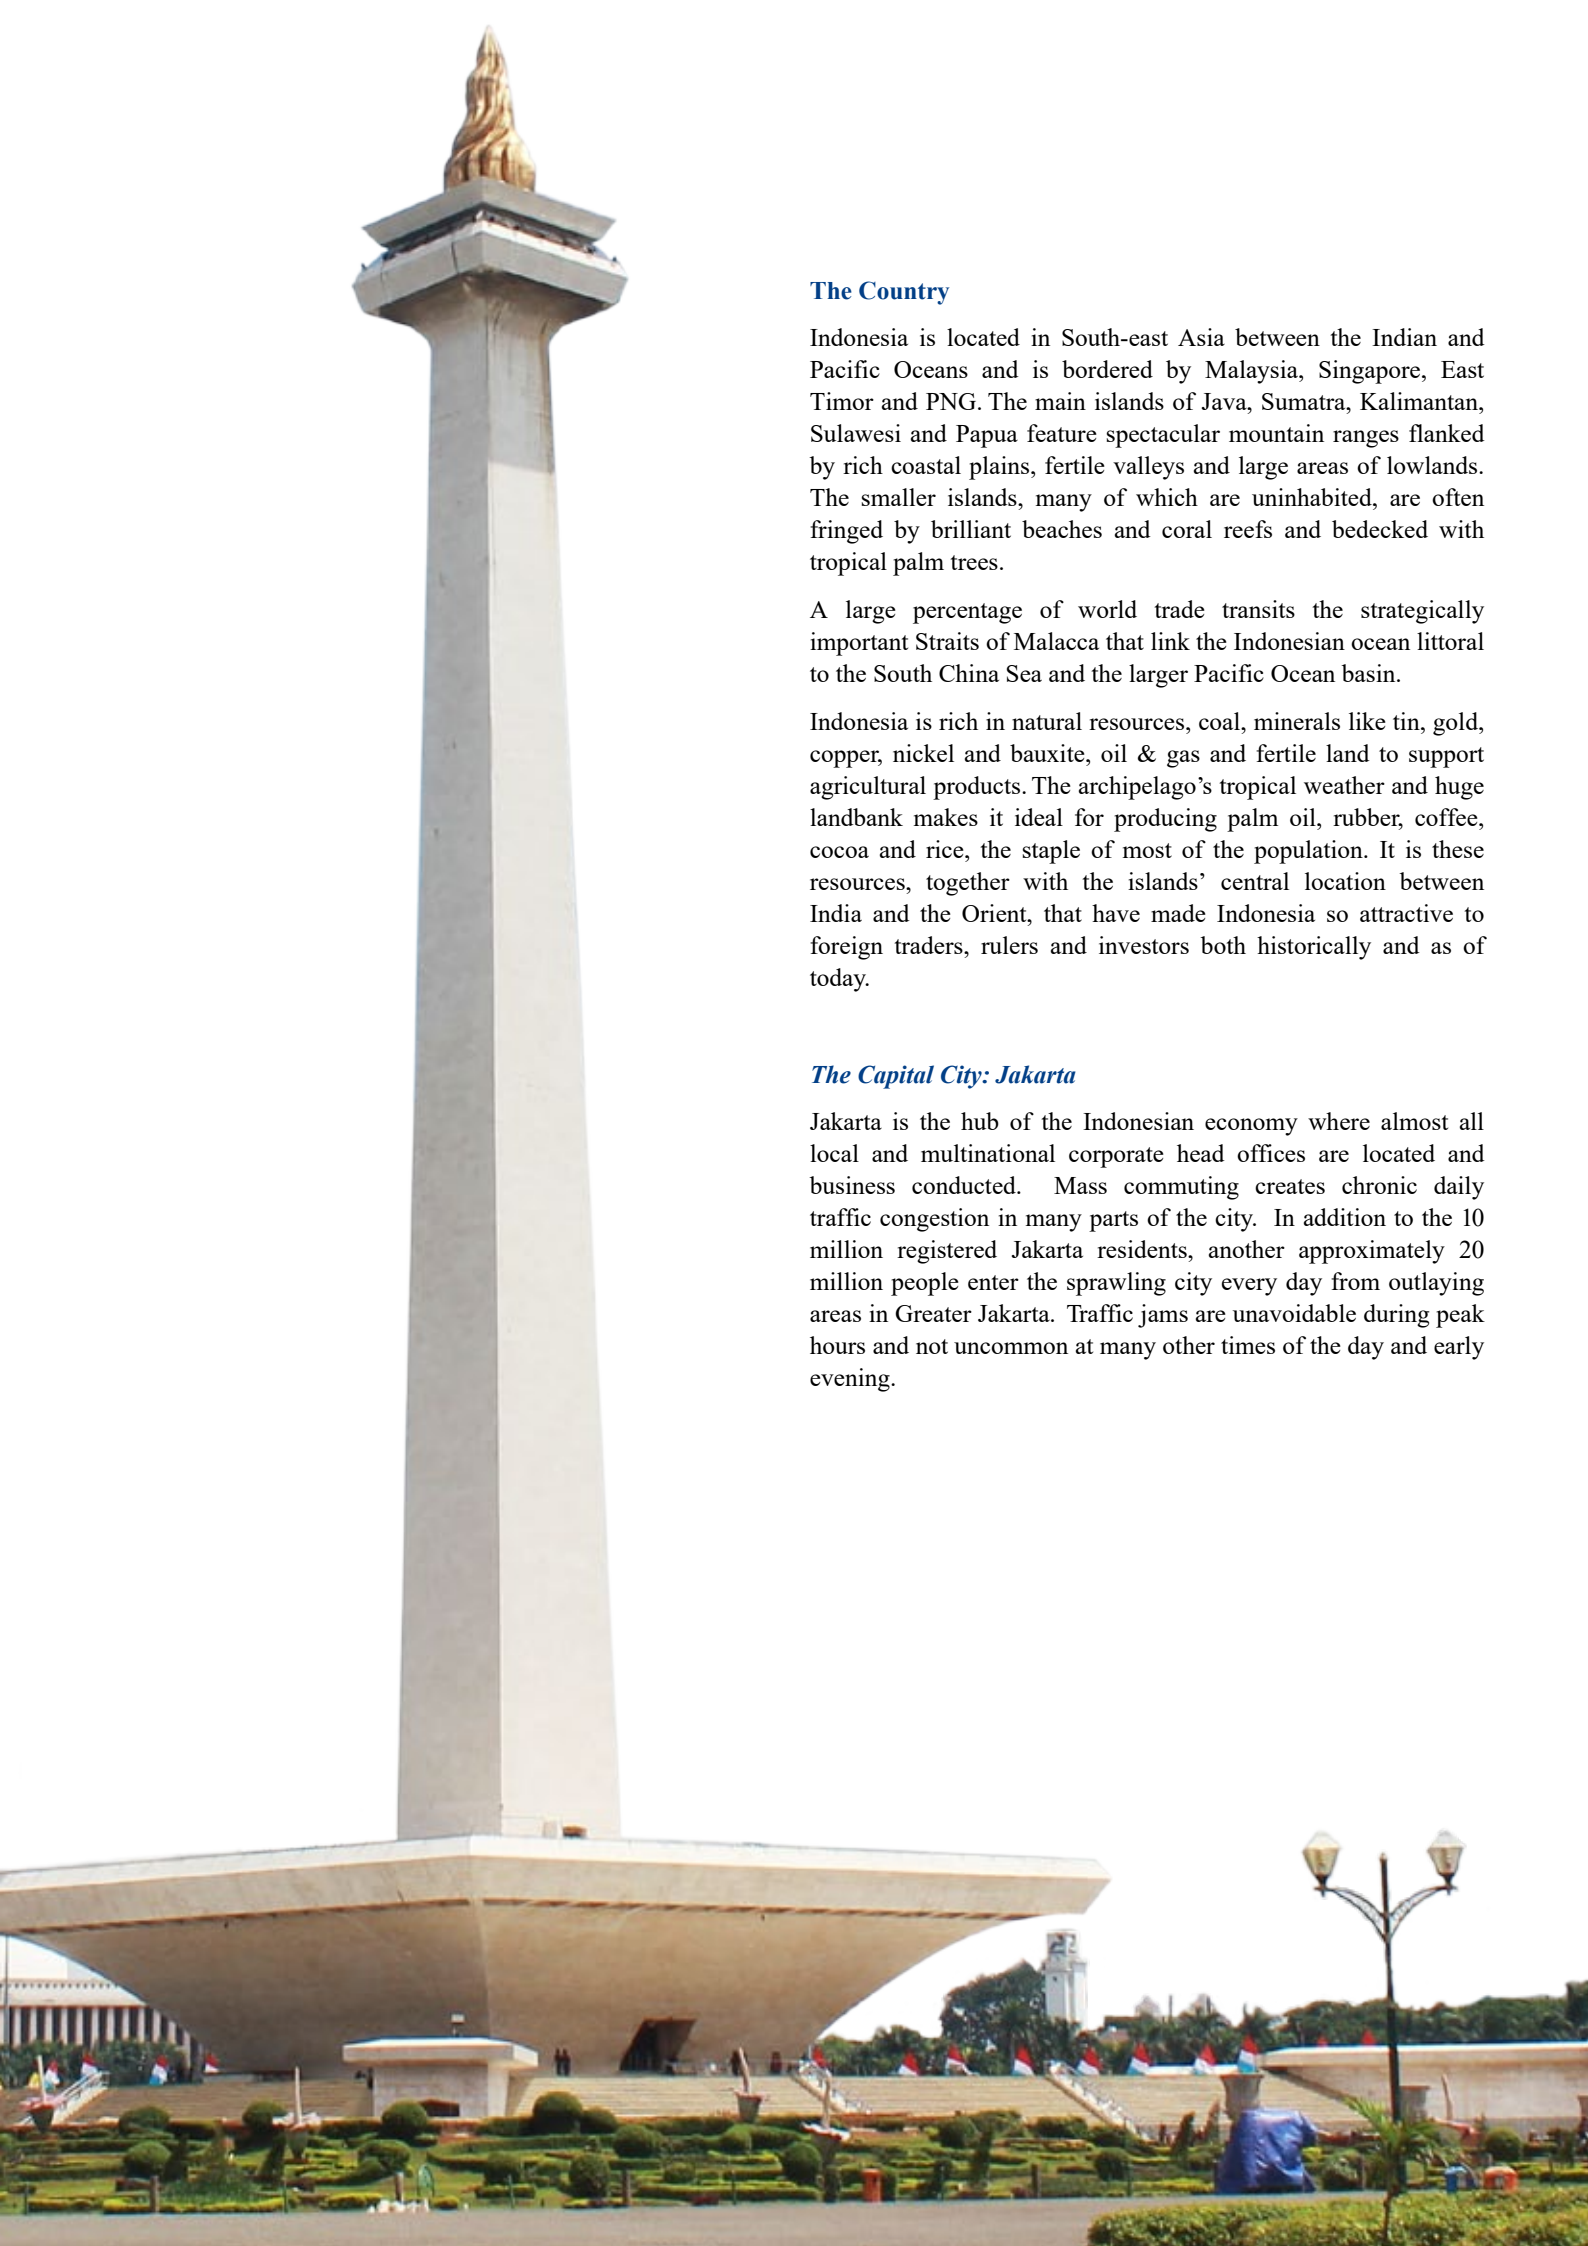 The Country
Indonesia is located in South-east Asia between the Indian and
Pacific Oceans and is bordered by Malaysia, Singapore, East
Timor and PNG. The main islands of Java, Sumatra, Kalimantan,
Sulawesi and Papua feature spectacular mountain ranges flanked
by rich coastal plains, fertile valleys and large areas of lowlands.
The smaller islands, many of which are uninhabited, are often
fringed by brilliant beaches and coral reefs and bedecked with
tropical palm trees.
A large percentage of world trade transits the strategically
important Straits of Malacca that link the Indonesian ocean littoral
to the South China Sea and the larger Pacific Ocean basin.
Indonesia is rich in natural resources, coal, minerals like tin, gold,
copper, nickel and bauxite, oil & gas and fertile land to support
agricultural products. The archipelago’s tropical weather and huge
landbank makes it ideal for producing palm oil, rubber, coffee,
cocoa and rice, the staple of most of the population. It is these
resources, together with the islands’ central location between
India and the Orient, that have made Indonesia so attractive to
foreign traders, rulers and investors both historically and as of
today.
The Capital City: Jakarta
Jakarta is the hub of the Indonesian economy where almost all
local and multinational corporate head offices are located and
business conducted.  Mass commuting creates chronic daily
traffic congestion in many parts of the city.  In addition to the 10
million registered Jakarta residents, another approximately 20
million people enter the sprawling city every day from outlaying
areas in Greater Jakarta.  Traffic jams are unavoidable during peak
hours and not uncommon at many other times of the day and early
evening.